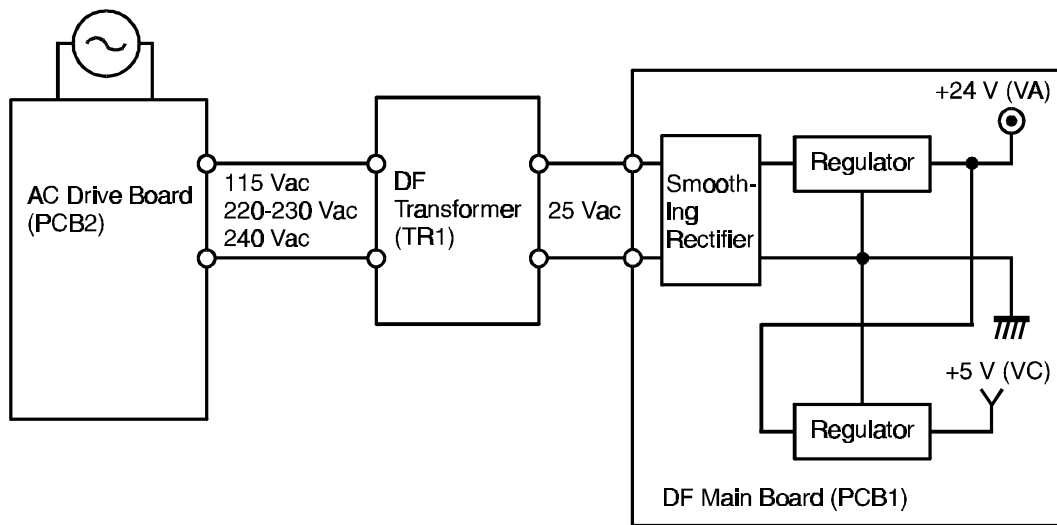 AC Drive Board
(PCB2)
115 Vac
220-230 Vac
240 Vac
DF
Transformer
(TR1)
25 Vac
Smooth-
Ing
Rectifier
Regulator
+24 V (VA)
+5 V (VC)
Regulator
DF Main Board (PCB1)